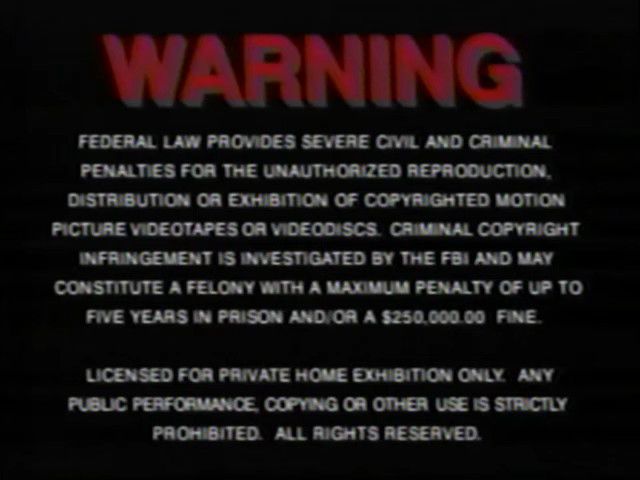 WARNING
FEDERAL LAW PROVIDES SEVERE CIVIL AND CRIMINAL
PENALTIES FOR THE UNAUTHORIZED REPRODUCTION,
DISTRIBUTION OR EXHIBITION OF COPYRIGHTED MOTION
PICTURE VIDEOTAPES OR VIDEODISCS. CRIMINAL COPYRIGHT
INFRINGEMENT IS INVESTIGATED BY THE FBI AND MAY
CONSTITUTE A FELONY WITH A MAXIMUM PENALTY OF UP TO
FIVE YEARS IN PRISON AND/OR A $250,000.00 FINE.
LICENSED FOR PRIVATE HOME EXHIBITION ONLY. ANY
PUBLIC PERFORMANCE, COPYING OR OTHER USE IS STRICTLY
PROHIBITED. ALL RIGHTS RESERVED.